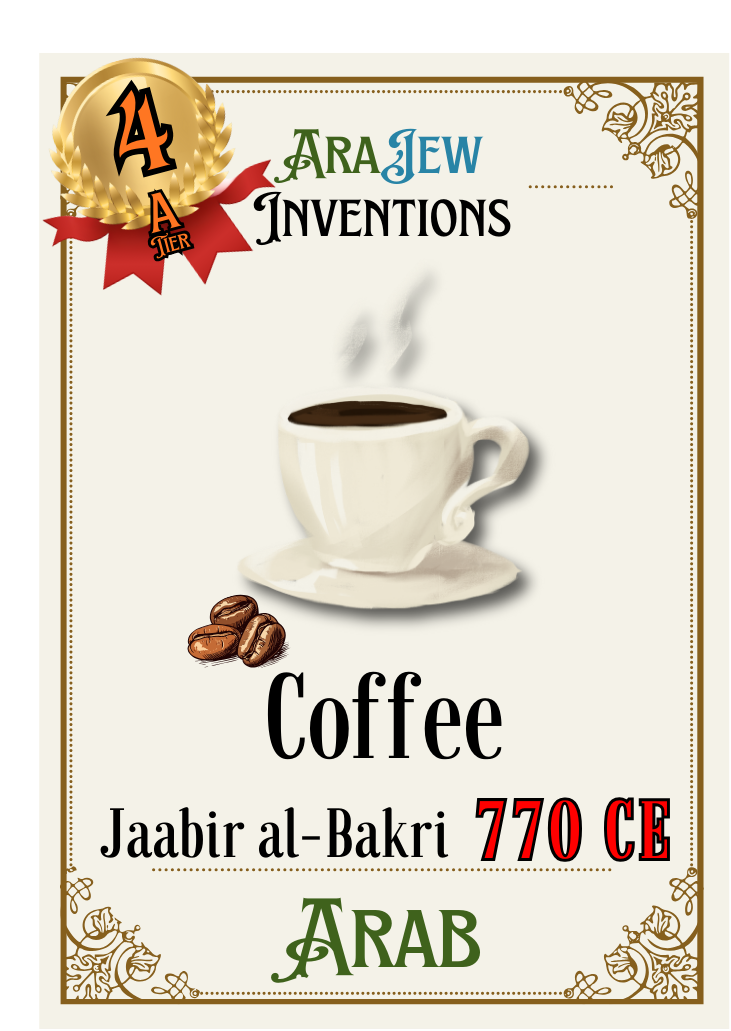 4
A
TIER
ARAJEW
INVENTIONS
Coffee
Jaabir al-Bakri 770 CE
ARAB